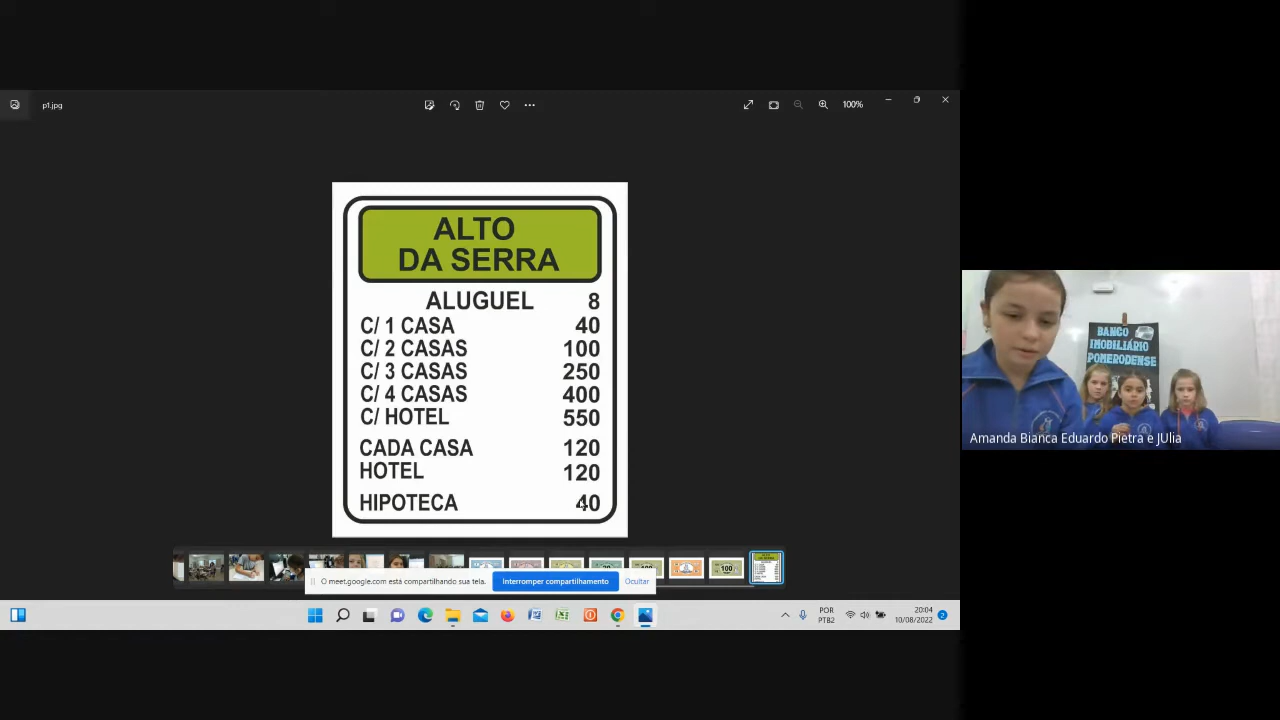 p1.jpg
100%
ALTO
DA SERRA
ALUGUEL 8
C/ 1 CASA 40
C/ 2 CASAS 100
C/ 3 CASAS 250
C/ 4 CASAS 400
C/ HOTEL 550
CADA CASA 120
HOTEL 120
HIPOTECA 40
BANCO
IMOBILIÁRIO
POMERODENSE
Amanda Bianca Eduardo Pietra e JUlia
100
O meet.google.com está compartilhando sua tela.
Interromper compartilhamento
Ocultar
POR
PTB2
20:04
10/08/2022
2